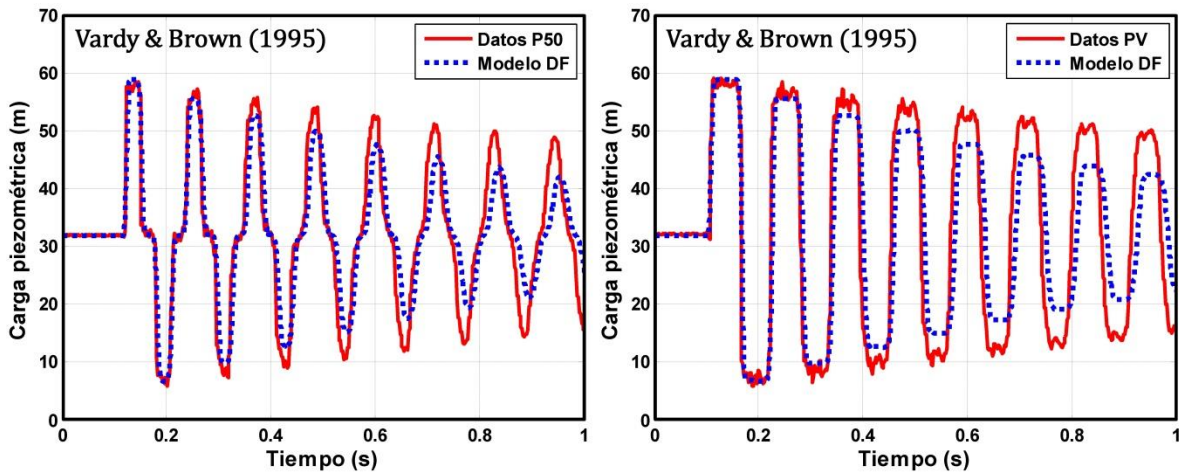 Vardy & Brown (1995)
Datos P50
Modelo DF
Carga piezométrica (m)
70
60
50
40
30
20
10
0
0
0.2
0.4
0.6
0.8
1
Tiempo (s)
Vardy & Brown (1995)
Datos PV
Modelo DF
Carga piezométrica (m)
70
60
50
40
30
20
10
0
0
0.2
0.4
0.6
0.8
1
Tiempo (s)